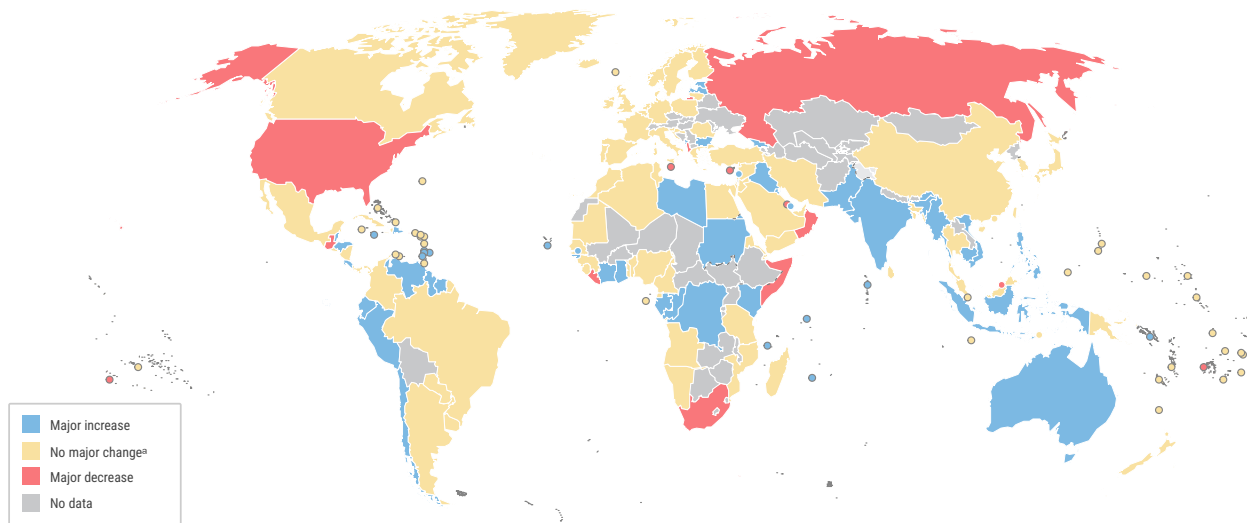 Major increase
No major changeᵃ
Major decrease
No data